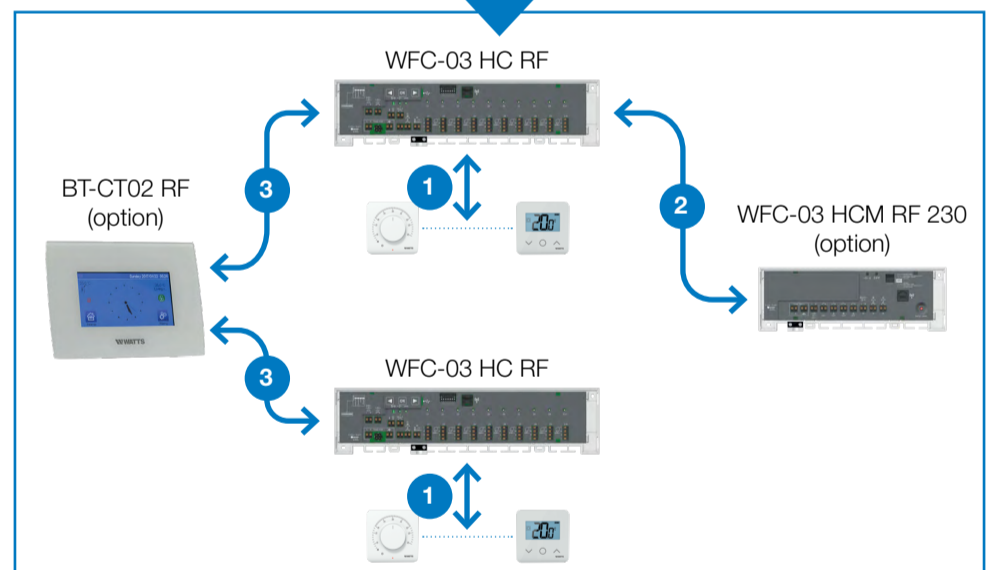 WFC-03 HC RF
BT-CT02 RF
(option)
3
1
2
WFC-03 HCM RF 230
(option)
20.0
WATTS
3
WFC-03 HC RF
1
20.0